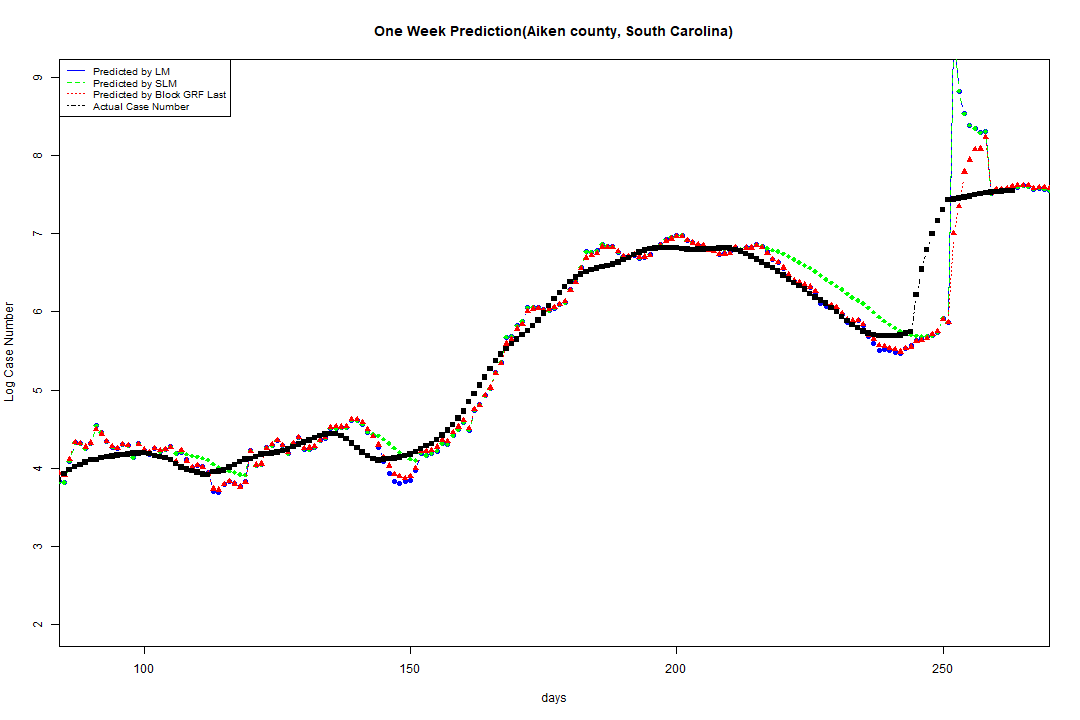 One Week Prediction(Aiken county, South Carolina)
Predicted by LM
Predicted by SLM
Predicted by Block GRF Last
Actual Case Number
9
8
7
6
5
4
3
2
Log Case Number
100
150
200
250
days